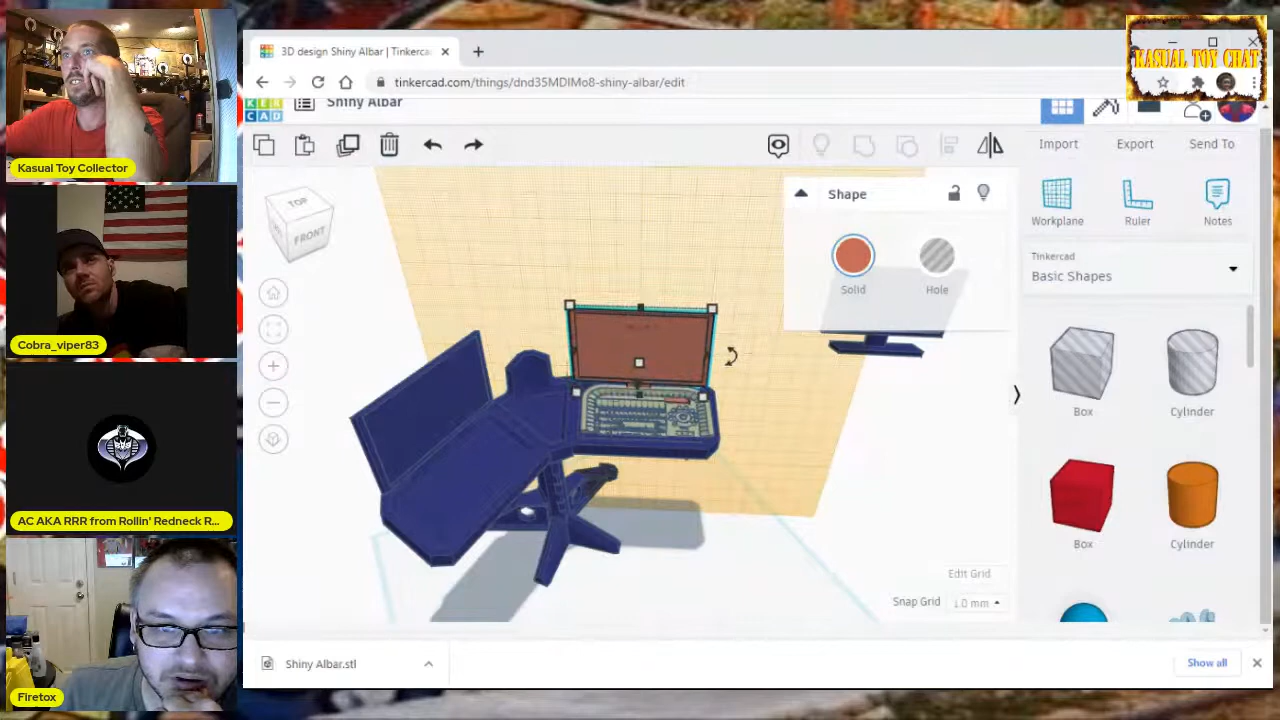 Kasual Toy Collector
Cobra_viper83
AC AKA RRR from Rollin' Redneck R...
Firetox
KASUAL TOY CHAT
3D design Shiny Albar | Tinkerca
tinkercad.com/things/dnd35MDIMo8-shiny-albar/edit
KER
CAD
Shiny Albar
Import
Export
Send To
TOP
FRONT
Shape
Solid
Hole
Workplane
Ruler
Notes
Tinkercad
Basic Shapes
Box
Cylinder
Box
Cylinder
Edit Grid
Snap Grid
1.0 mm
Shiny Albar.stl
Show all